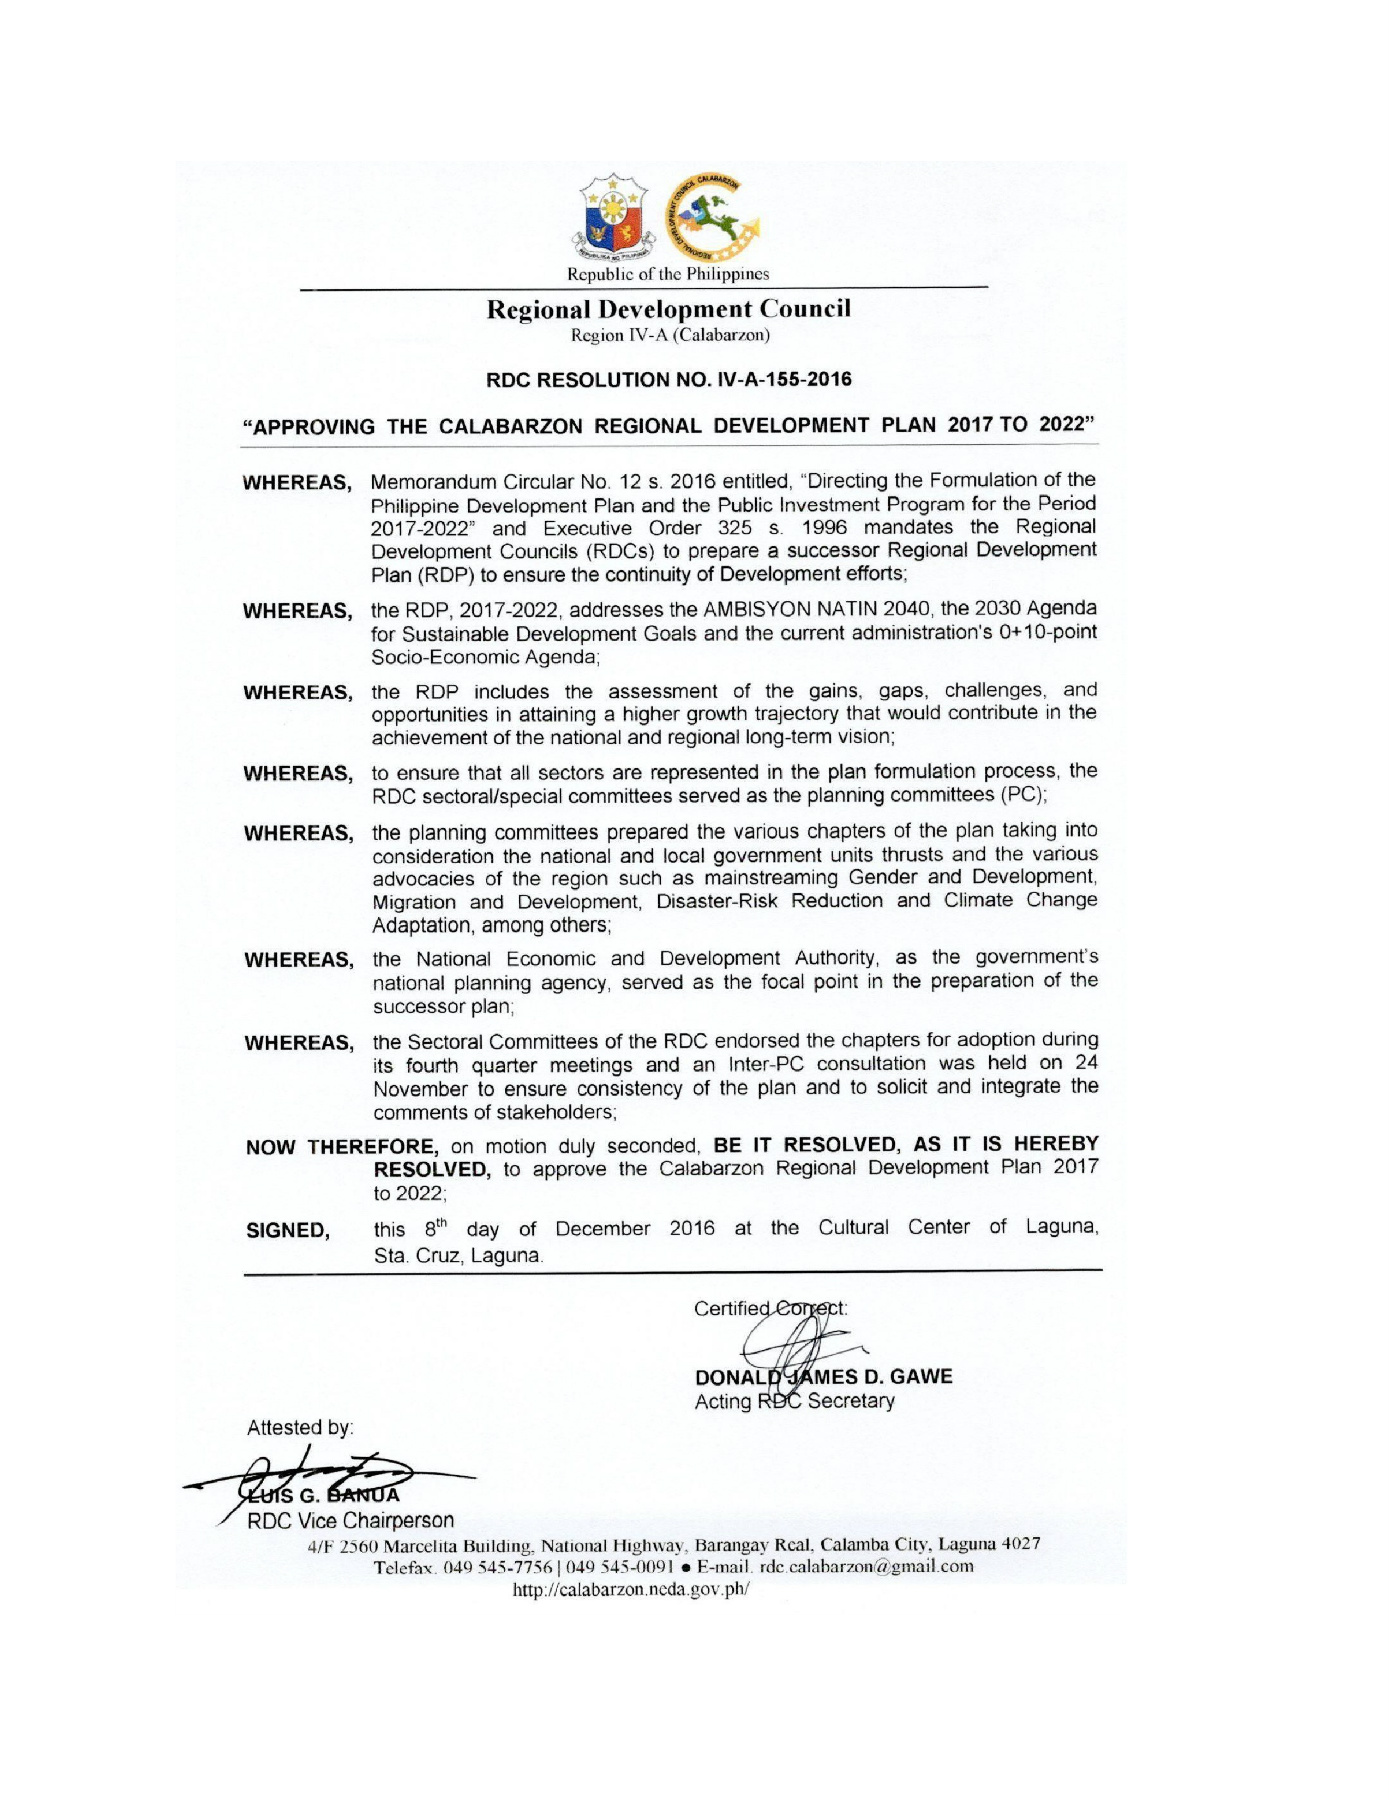 REGIONAL DEVELOPMENT COUNCIL CALABARZON
REPUBLIKA NG PILIPINAS
Republic of the Philippines
Regional Development Council
Region IV-A (Calabarzon)
RDC RESOLUTION NO. IV-A-155-2016
“APPROVING THE CALABARZON REGIONAL DEVELOPMENT PLAN 2017 TO 2022”
WHEREAS, Memorandum Circular No. 12 s. 2016 entitled, “Directing the Formulation of the
Philippine Development Plan and the Public Investment Program for the Period
2017-2022” and Executive Order 325 s. 1996 mandates the Regional
Development Councils (RDCs) to prepare a successor Regional Development
Plan (RDP) to ensure the continuity of Development efforts;
WHEREAS, the RDP, 2017-2022, addresses the AMBISYON NATIN 2040, the 2030 Agenda
for Sustainable Development Goals and the current administration's 0+10-point
Socio-Economic Agenda;
WHEREAS, the RDP includes the assessment of the gains, gaps, challenges, and
opportunities in attaining a higher growth trajectory that would contribute in the
achievement of the national and regional long-term vision;
WHEREAS, to ensure that all sectors are represented in the plan formulation process, the
RDC sectoral/special committees served as the planning committees (PC);
WHEREAS, the planning committees prepared the various chapters of the plan taking into
consideration the national and local government units thrusts and the various
advocacies of the region such as mainstreaming Gender and Development,
Migration and Development, Disaster-Risk Reduction and Climate Change
Adaptation, among others;
WHEREAS, the National Economic and Development Authority, as the government's
national planning agency, served as the focal point in the preparation of the
successor plan;
WHEREAS, the Sectoral Committees of the RDC endorsed the chapters for adoption during
its fourth quarter meetings and an Inter-PC consultation was held on 24
November to ensure consistency of the plan and to solicit and integrate the
comments of stakeholders;
NOW THEREFORE, on motion duly seconded, BE IT RESOLVED, AS IT IS HEREBY
RESOLVED, to approve the Calabarzon Regional Development Plan 2017
to 2022;
SIGNED, this 8th day of December 2016 at the Cultural Center of Laguna,
Sta. Cruz, Laguna.
Certified Correct:
DONALD JAMES D. GAWE
Acting RDC Secretary
Attested by:
LUIS G. BANUA
RDC Vice Chairperson
4/F 2560 Marcelita Building, National Highway, Barangay Real, Calamba City, Laguna 4027
Telefax. 049 545-7756 | 049 545-0091 ● E-mail. rdc.calabarzon@gmail.com
http://calabarzon.neda.gov.ph/